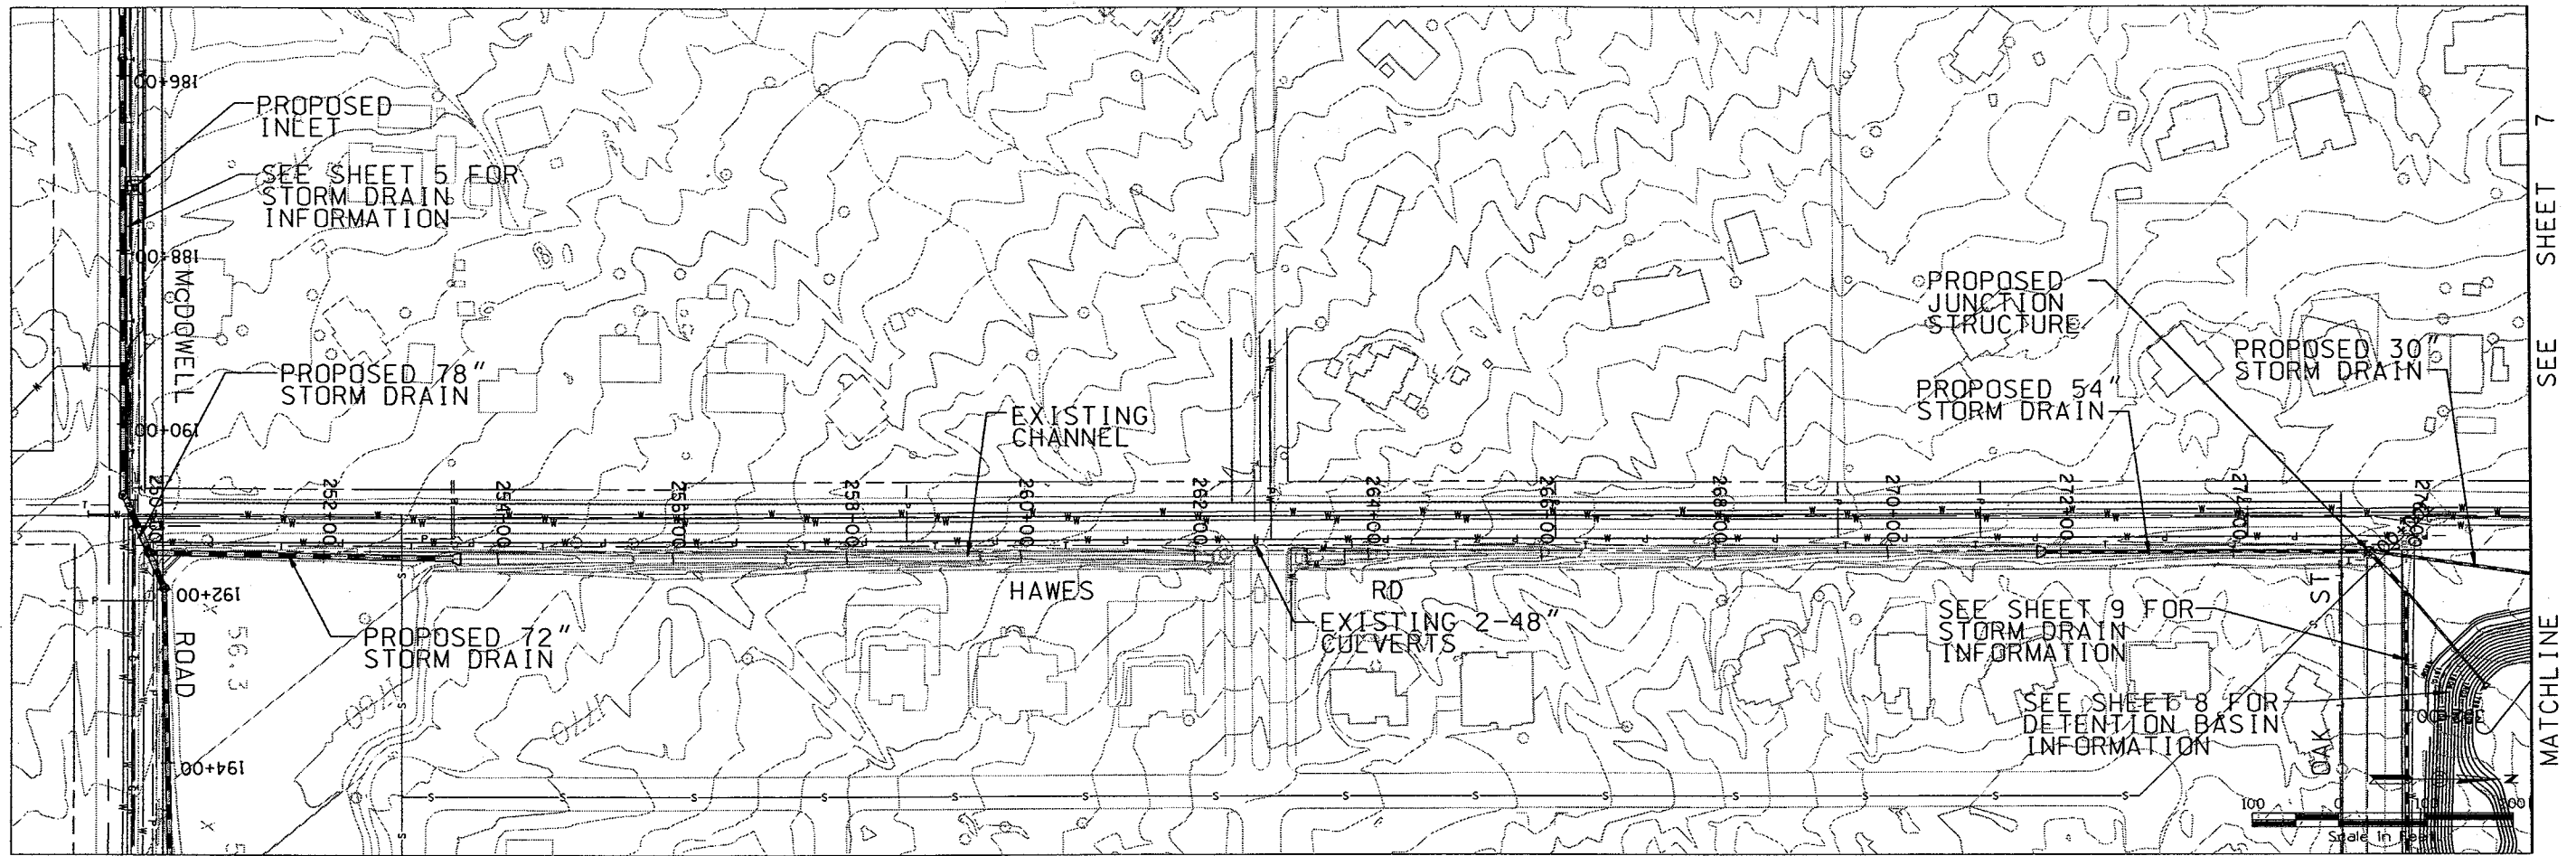 186+00
PROPOSED
INLET
SEE SHEET 5 FOR
STORM DRAIN
INFORMATION
188+00
McDOWELL
PROPOSED 78"
STORM DRAIN
190+00
EXISTING
CHANNEL
PROPOSED
JUNCTION
STRUCTURE
PROPOSED 30"
STORM DRAIN
PROPOSED 54"
STORM DRAIN
SEE SHEET 7
252+00
254+00
256+00
258+00
260+00
262+00
264+00
266+00
268+00
270+00
272+00
192+00
ROAD
56.3
PROPOSED 72"
STORM DRAIN
HAWES RD
EXISTING 2-48"
CULVERTS
OAK ST
SEE SHEET 9 FOR
STORM DRAIN
INFORMATION
SEE SHEET 8 FOR
DETENTION BASIN
INFORMATION
MATCHLINE
194+00
N
100 0 100 200
Scale in Feet